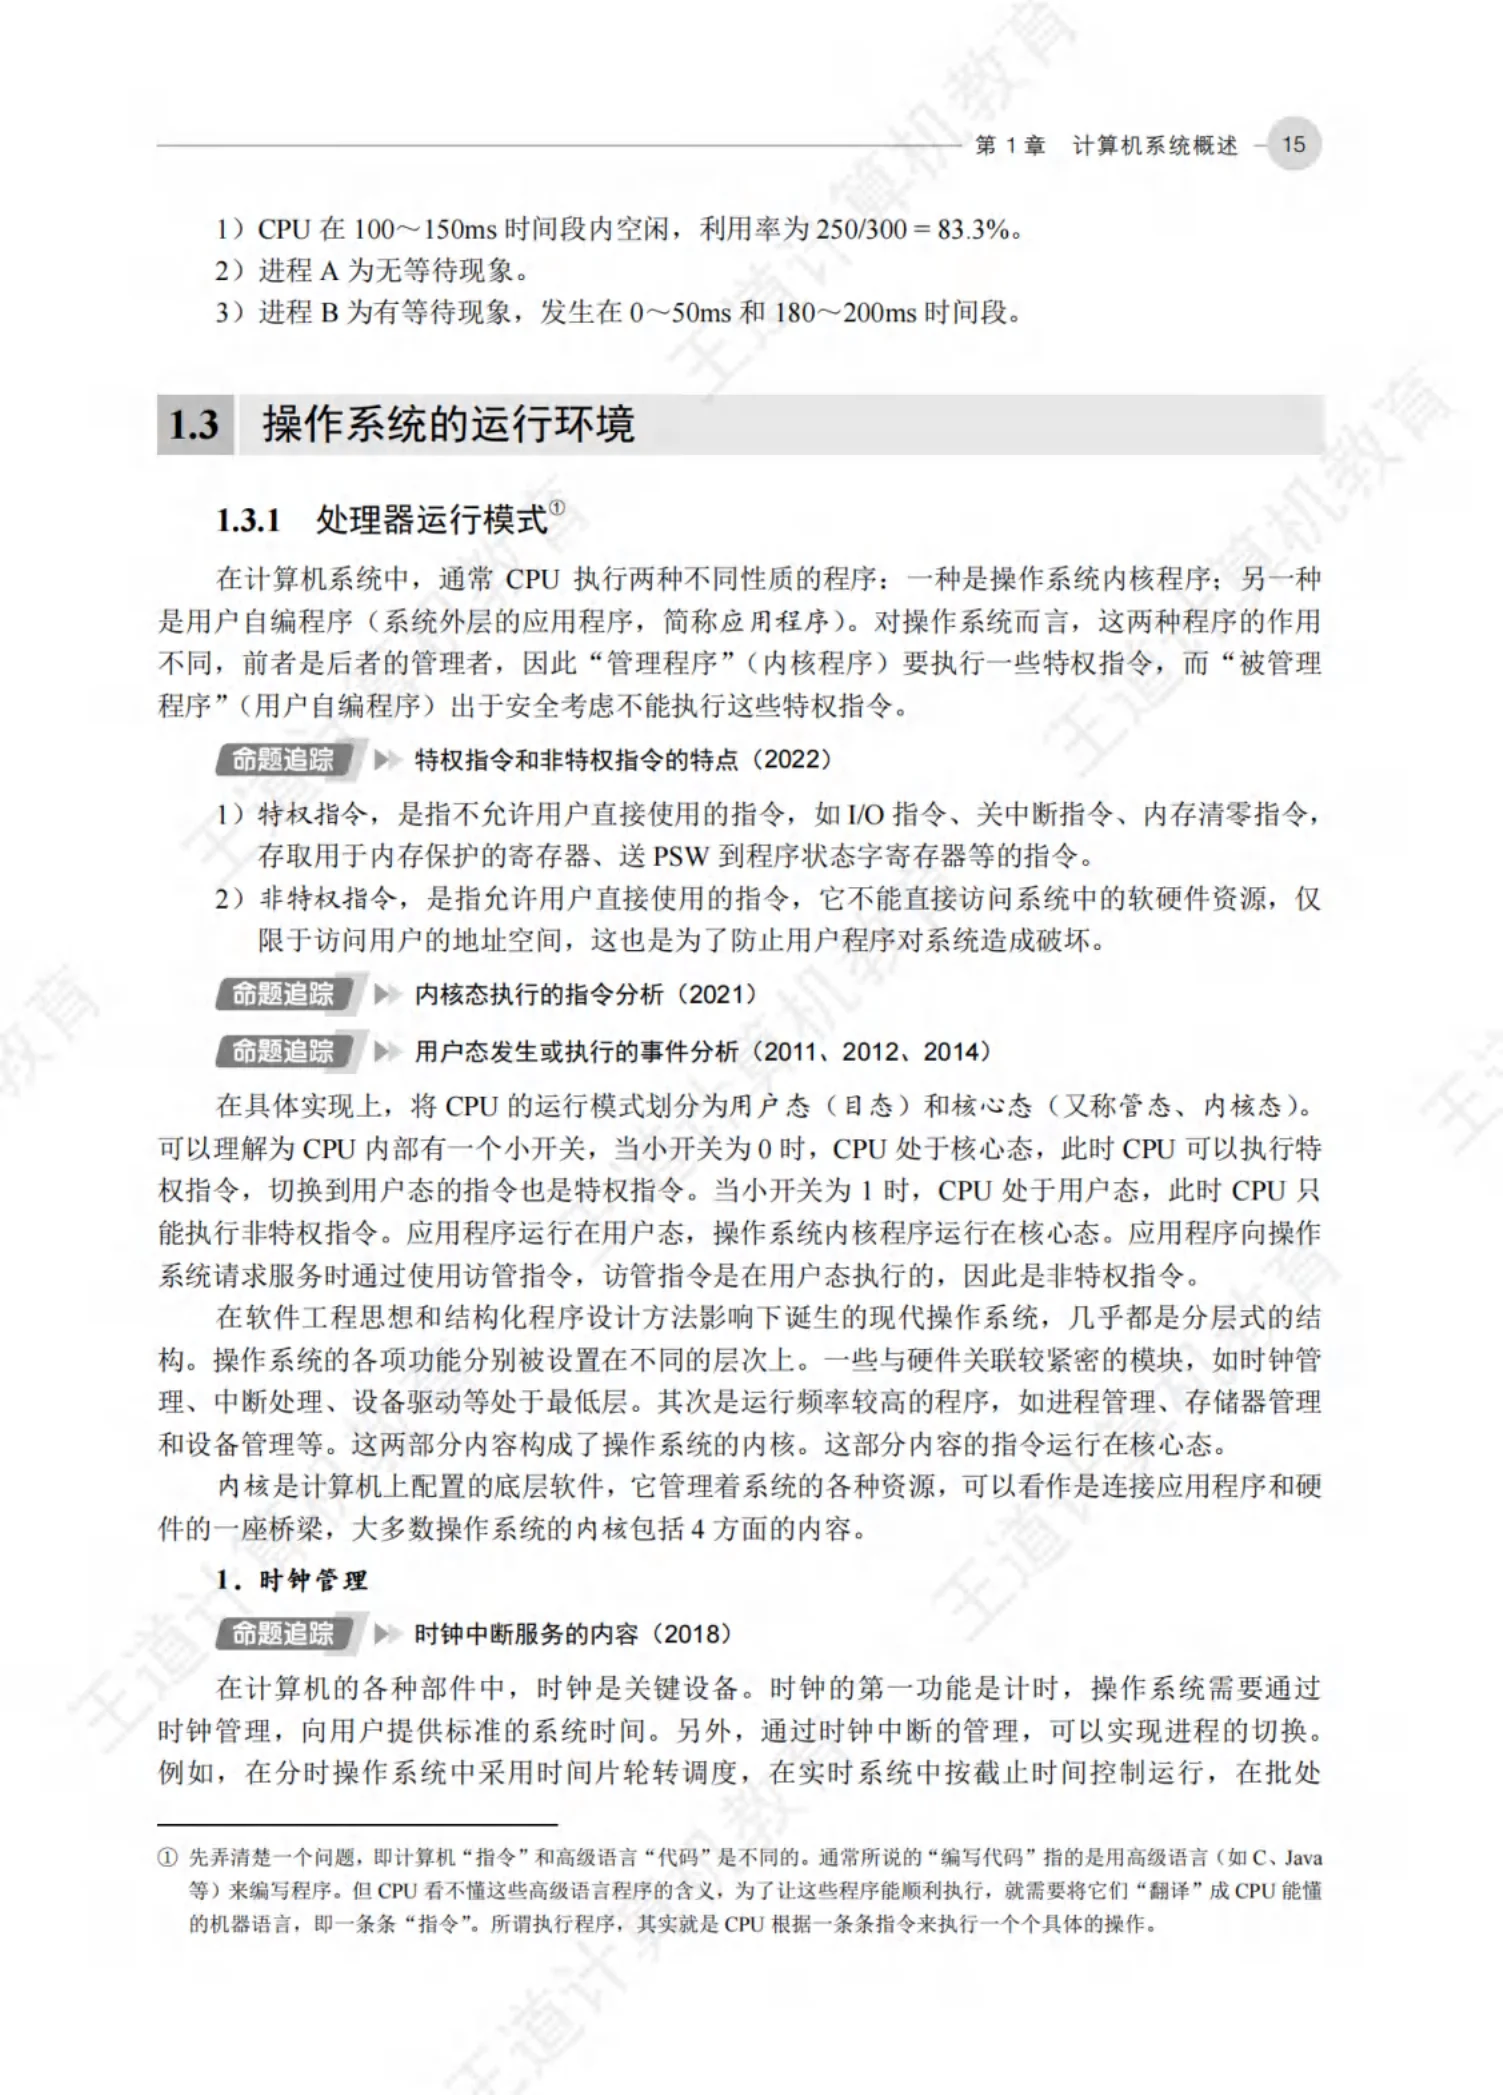 第 1 章 计算机系统概述 15
1）CPU 在 100～150ms 时间段内空闲，利用率为 250/300 = 83.3%。
2）进程 A 为无等待现象。
3）进程 B 为有等待现象，发生在 0～50ms 和 180～200ms 时间段。
1.3 操作系统的运行环境
1.3.1 处理器运行模式①
在计算机系统中，通常 CPU 执行两种不同性质的程序：一种是操作系统内核程序；另一种
是用户自编程序（系统外层的应用程序，简称应用程序）。对操作系统而言，这两种程序的作用
不同，前者是后者的管理者，因此“管理程序”（内核程序）要执行一些特权指令，而“被管理
程序”（用户自编程序）出于安全考虑不能执行这些特权指令。
命题追踪 特权指令和非特权指令的特点（2022）
1）特权指令，是指不允许用户直接使用的指令，如 I/O 指令、关中断指令、内存清零指令，
存取用于内存保护的寄存器、送 PSW 到程序状态字寄存器等的指令。
2）非特权指令，是指允许用户直接使用的指令，它不能直接访问系统中的软硬件资源，仅
限于访问用户的地址空间，这也是为了防止用户程序对系统造成破坏。
命题追踪 内核态执行的指令分析（2021）
命题追踪 用户态发生或执行的事件分析（2011、2012、2014）
在具体实现上，将 CPU 的运行模式划分为用户态（目态）和核心态（又称管态、内核态）。
可以理解为 CPU 内部有一个小开关，当小开关为 0 时，CPU 处于核心态，此时 CPU 可以执行特
权指令，切换到用户态的指令也是特权指令。当小开关为 1 时，CPU 处于用户态，此时 CPU 只
能执行非特权指令。应用程序运行在用户态，操作系统内核程序运行在核心态。应用程序向操作
系统请求服务时通过使用访管指令，访管指令是在用户态执行的，因此是非特权指令。
在软件工程思想和结构化程序设计方法影响下诞生的现代操作系统，几乎都是分层式的结
构。操作系统的各项功能分别被设置在不同的层次上。一些与硬件关联较紧密的模块，如时钟管
理、中断处理、设备驱动等处于最低层。其次是运行频率较高的程序，如进程管理、存储器管理
和设备管理等。这两部分内容构成了操作系统的内核。这部分内容的指令运行在核心态。
内核是计算机上配置的底层软件，它管理着系统的各种资源，可以看作是连接应用程序和硬
件的一座桥梁，大多数操作系统的内核包括 4 方面的内容。
1．时钟管理
命题追踪 时钟中断服务的内容（2018）
在计算机的各种部件中，时钟是关键设备。时钟的第一功能是计时，操作系统需要通过
时钟管理，向用户提供标准的系统时间。另外，通过时钟中断的管理，可以实现进程的切换。
例如，在分时操作系统中采用时间片轮转调度，在实时系统中按截止时间控制运行，在批处
① 先弄清楚一个问题，即计算机“指令”和高级语言“代码”是不同的。通常所说的“编写代码”指的是用高级语言（如 C、Java
等）来编写程序。但 CPU 看不懂这些高级语言程序的含义，为了让这些程序能顺利执行，就需要将它们“翻译”成 CPU 能懂
的机器语言，即一条条“指令”。所谓执行程序，其实就是 CPU 根据一条条指令来执行一个个具体的操作。
王道计算机教育
王道计算机教育
王道计算机教育
王道计算机教育
王道计算机教育
王道计算机教育
王道计算机教育
教育
王道